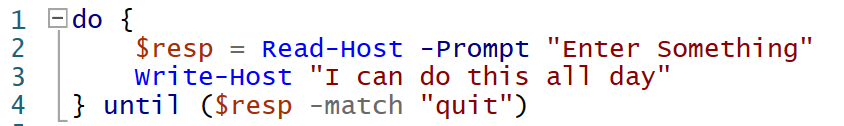 1 do {
2 $resp = Read-Host -Prompt "Enter Something"
3 Write-Host "I can do this all day"
4 } until ($resp -match "quit")